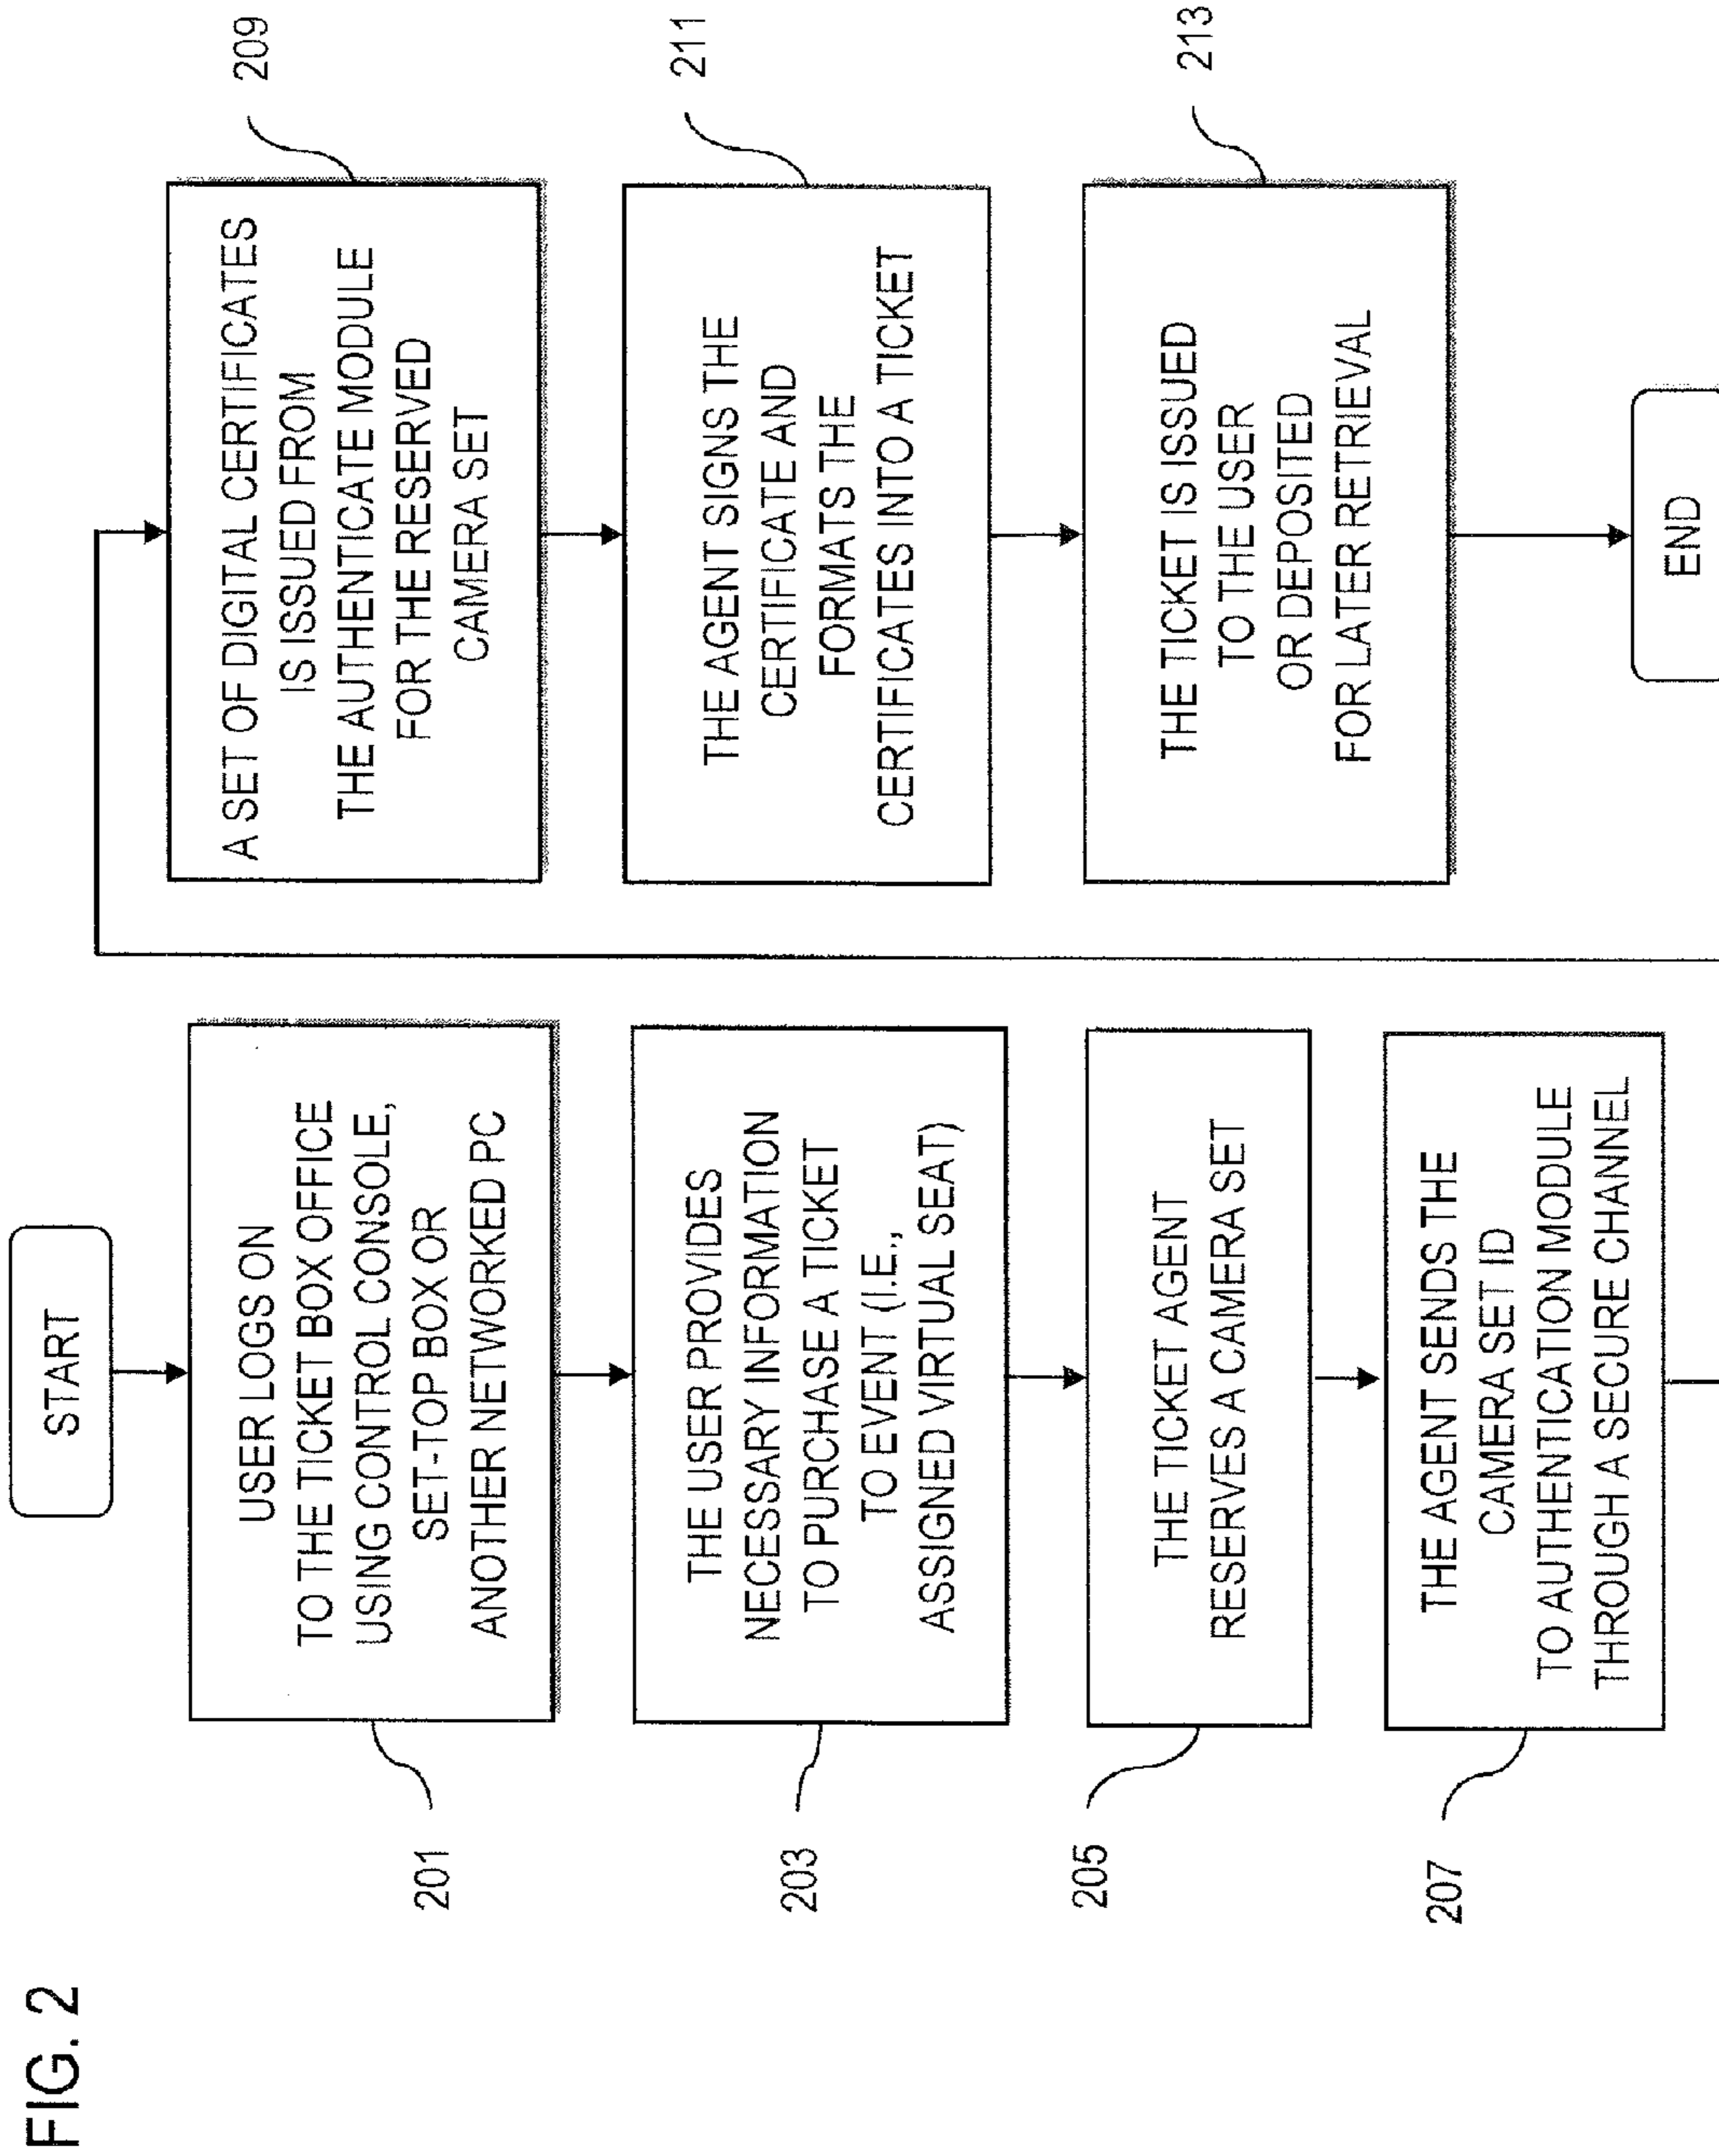 FIG. 2
START
USER LOGS ON
TO THE TICKET BOX OFFICE
USING CONTROL CONSOLE,
SET-TOP BOX OR
ANOTHER NETWORKED PC
201
THE USER PROVIDES
NECESSARY INFORMATION
TO PURCHASE A TICKET
TO EVENT (I.E.,
ASSIGNED VIRTUAL SEAT)
203
THE TICKET AGENT
RESERVES A CAMERA SET
205
THE AGENT SENDS THE
CAMERA SET ID
TO AUTHENTICATION MODULE
THROUGH A SECURE CHANNEL
207
A SET OF DIGITAL CERTIFICATES
IS ISSUED FROM
THE AUTHENTICATE MODULE
FOR THE RESERVED
CAMERA SET
209
THE AGENT SIGNS THE
CERTIFICATE AND
FORMATS THE
CERTIFICATES INTO A TICKET
211
THE TICKET IS ISSUED
TO THE USER
OR DEPOSITED
FOR LATER RETRIEVAL
213
END